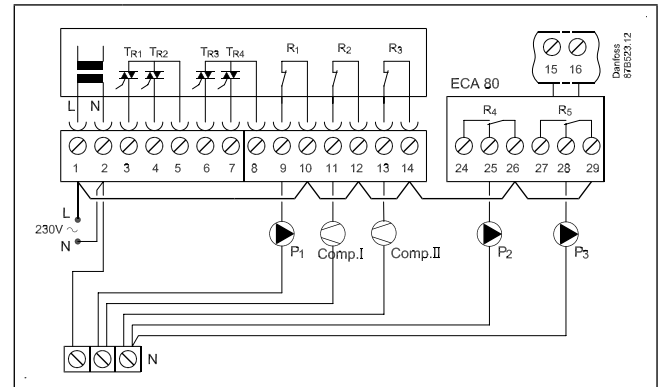 TR1 TR2 TR3 TR4 R1 R2 R3
L N
1 2 3 4 5 6 7 8 9 10 11 12 13 14
ECA 80
15 16
Danfoss
87B523.12
R4 R5
24 25 26 27 28 29
L
230V ~
N
P1 Comp.I Comp.II P2 P3
N